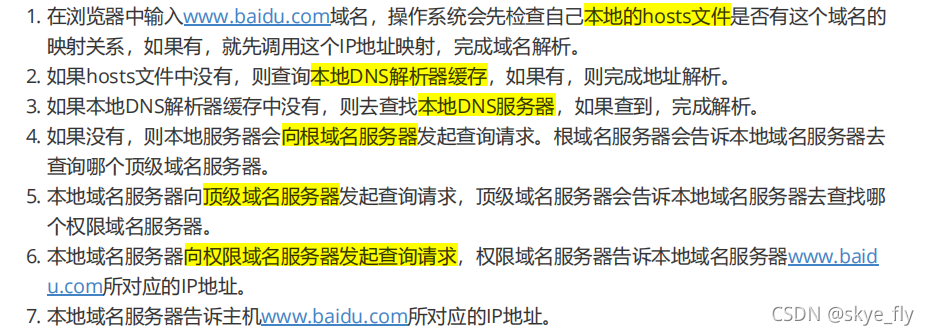 1. 在浏览器中输入www.baidu.com域名，操作系统会先检查自己本地的hosts文件是否有这个域名的
映射关系，如果有，就先调用这个IP地址映射，完成域名解析。
2. 如果hosts文件中没有，则查询本地DNS解析器缓存，如果有，则完成地址解析。
3. 如果本地DNS解析器缓存中没有，则去查找本地DNS服务器，如果查到，完成解析。
4. 如果没有，则本地服务器会向根域名服务器发起查询请求。根域名服务器会告诉本地域名服务器去
查询哪个顶级域名服务器。
5. 本地域名服务器向顶级域名服务器发起查询请求，顶级域名服务器会告诉本地域名服务器去查找哪
个权限域名服务器。
6. 本地域名服务器向权限域名服务器发起查询请求，权限域名服务器告诉本地域名服务器www.baid
u.com所对应的IP地址。
7. 本地域名服务器告诉主机www.baidu.com所对应的IP地址。
CSDN @skye_fly